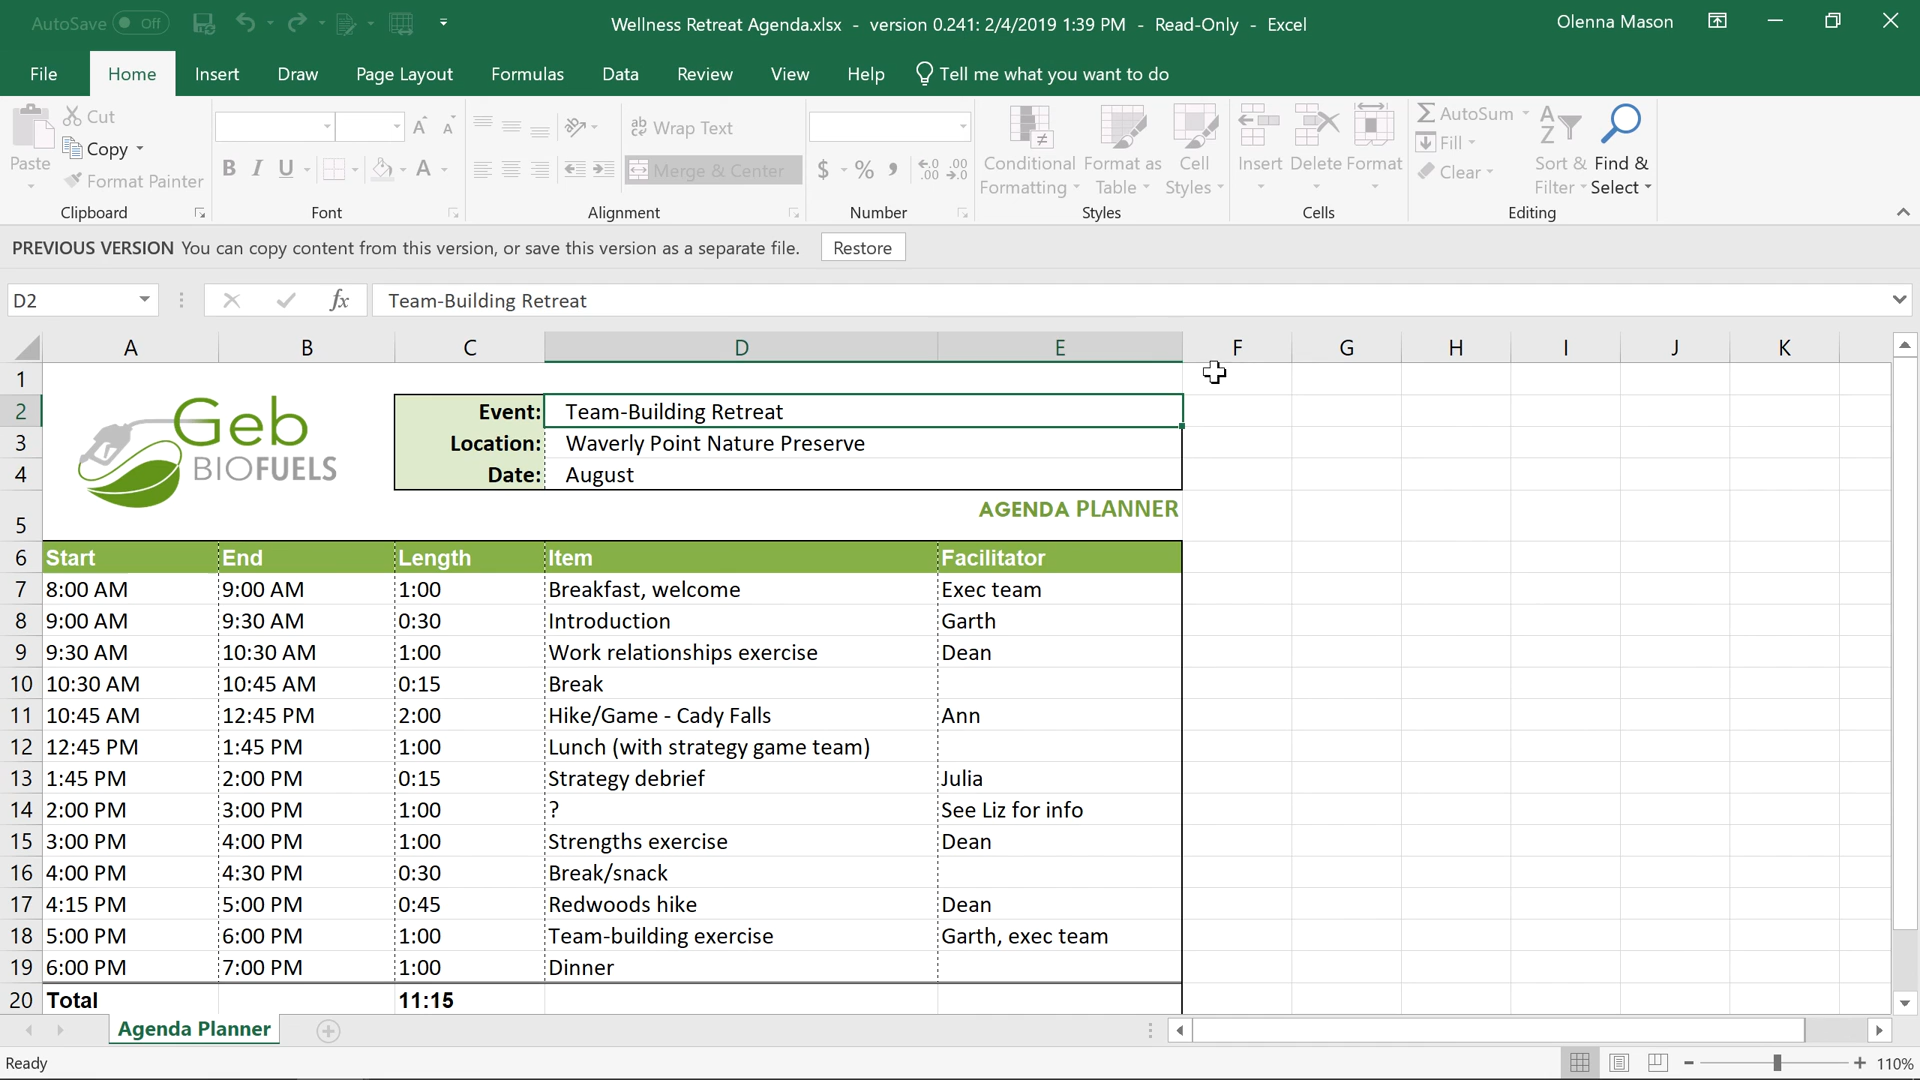 AutoSave Off
Wellness Retreat Agenda.xlsx - version 0.241: 2/4/2019 1:39 PM - Read-Only - Excel
Olenna Mason
File Home Insert Draw Page Layout Formulas Data Review View Help Tell me what you want to do
Paste
Cut
Copy
Format Painter
Clipboard
B I U A
Font
ab Wrap Text
Merge & Center
Alignment
$ % , .00 .00
Number
Conditional Formatting
Format as Table
Cell Styles
Styles
Insert Delete Format
Cells
AutoSum
Fill
Clear
Sort & Filter
Find & Select
Editing
PREVIOUS VERSION You can copy content from this version, or save this version as a separate file. Restore
D2 fx Team-Building Retreat
A B C D E F G H I J K
1
Geb
BIOFUELS
2 Event: Team-Building Retreat
3 Location: Waverly Point Nature Preserve
4 Date: August
5 AGENDA PLANNER
6 Start End Length Item Facilitator
7 8:00 AM 9:00 AM 1:00 Breakfast, welcome Exec team
8 9:00 AM 9:30 AM 0:30 Introduction Garth
9 9:30 AM 10:30 AM 1:00 Work relationships exercise Dean
10 10:30 AM 10:45 AM 0:15 Break
11 10:45 AM 12:45 PM 2:00 Hike/Game - Cady Falls Ann
12 12:45 PM 1:45 PM 1:00 Lunch (with strategy game team)
13 1:45 PM 2:00 PM 0:15 Strategy debrief Julia
14 2:00 PM 3:00 PM 1:00 ? See Liz for info
15 3:00 PM 4:00 PM 1:00 Strengths exercise Dean
16 4:00 PM 4:30 PM 0:30 Break/snack
17 4:15 PM 5:00 PM 0:45 Redwoods hike Dean
18 5:00 PM 6:00 PM 1:00 Team-building exercise Garth, exec team
19 6:00 PM 7:00 PM 1:00 Dinner
20 Total 11:15
Agenda Planner
Ready
110%